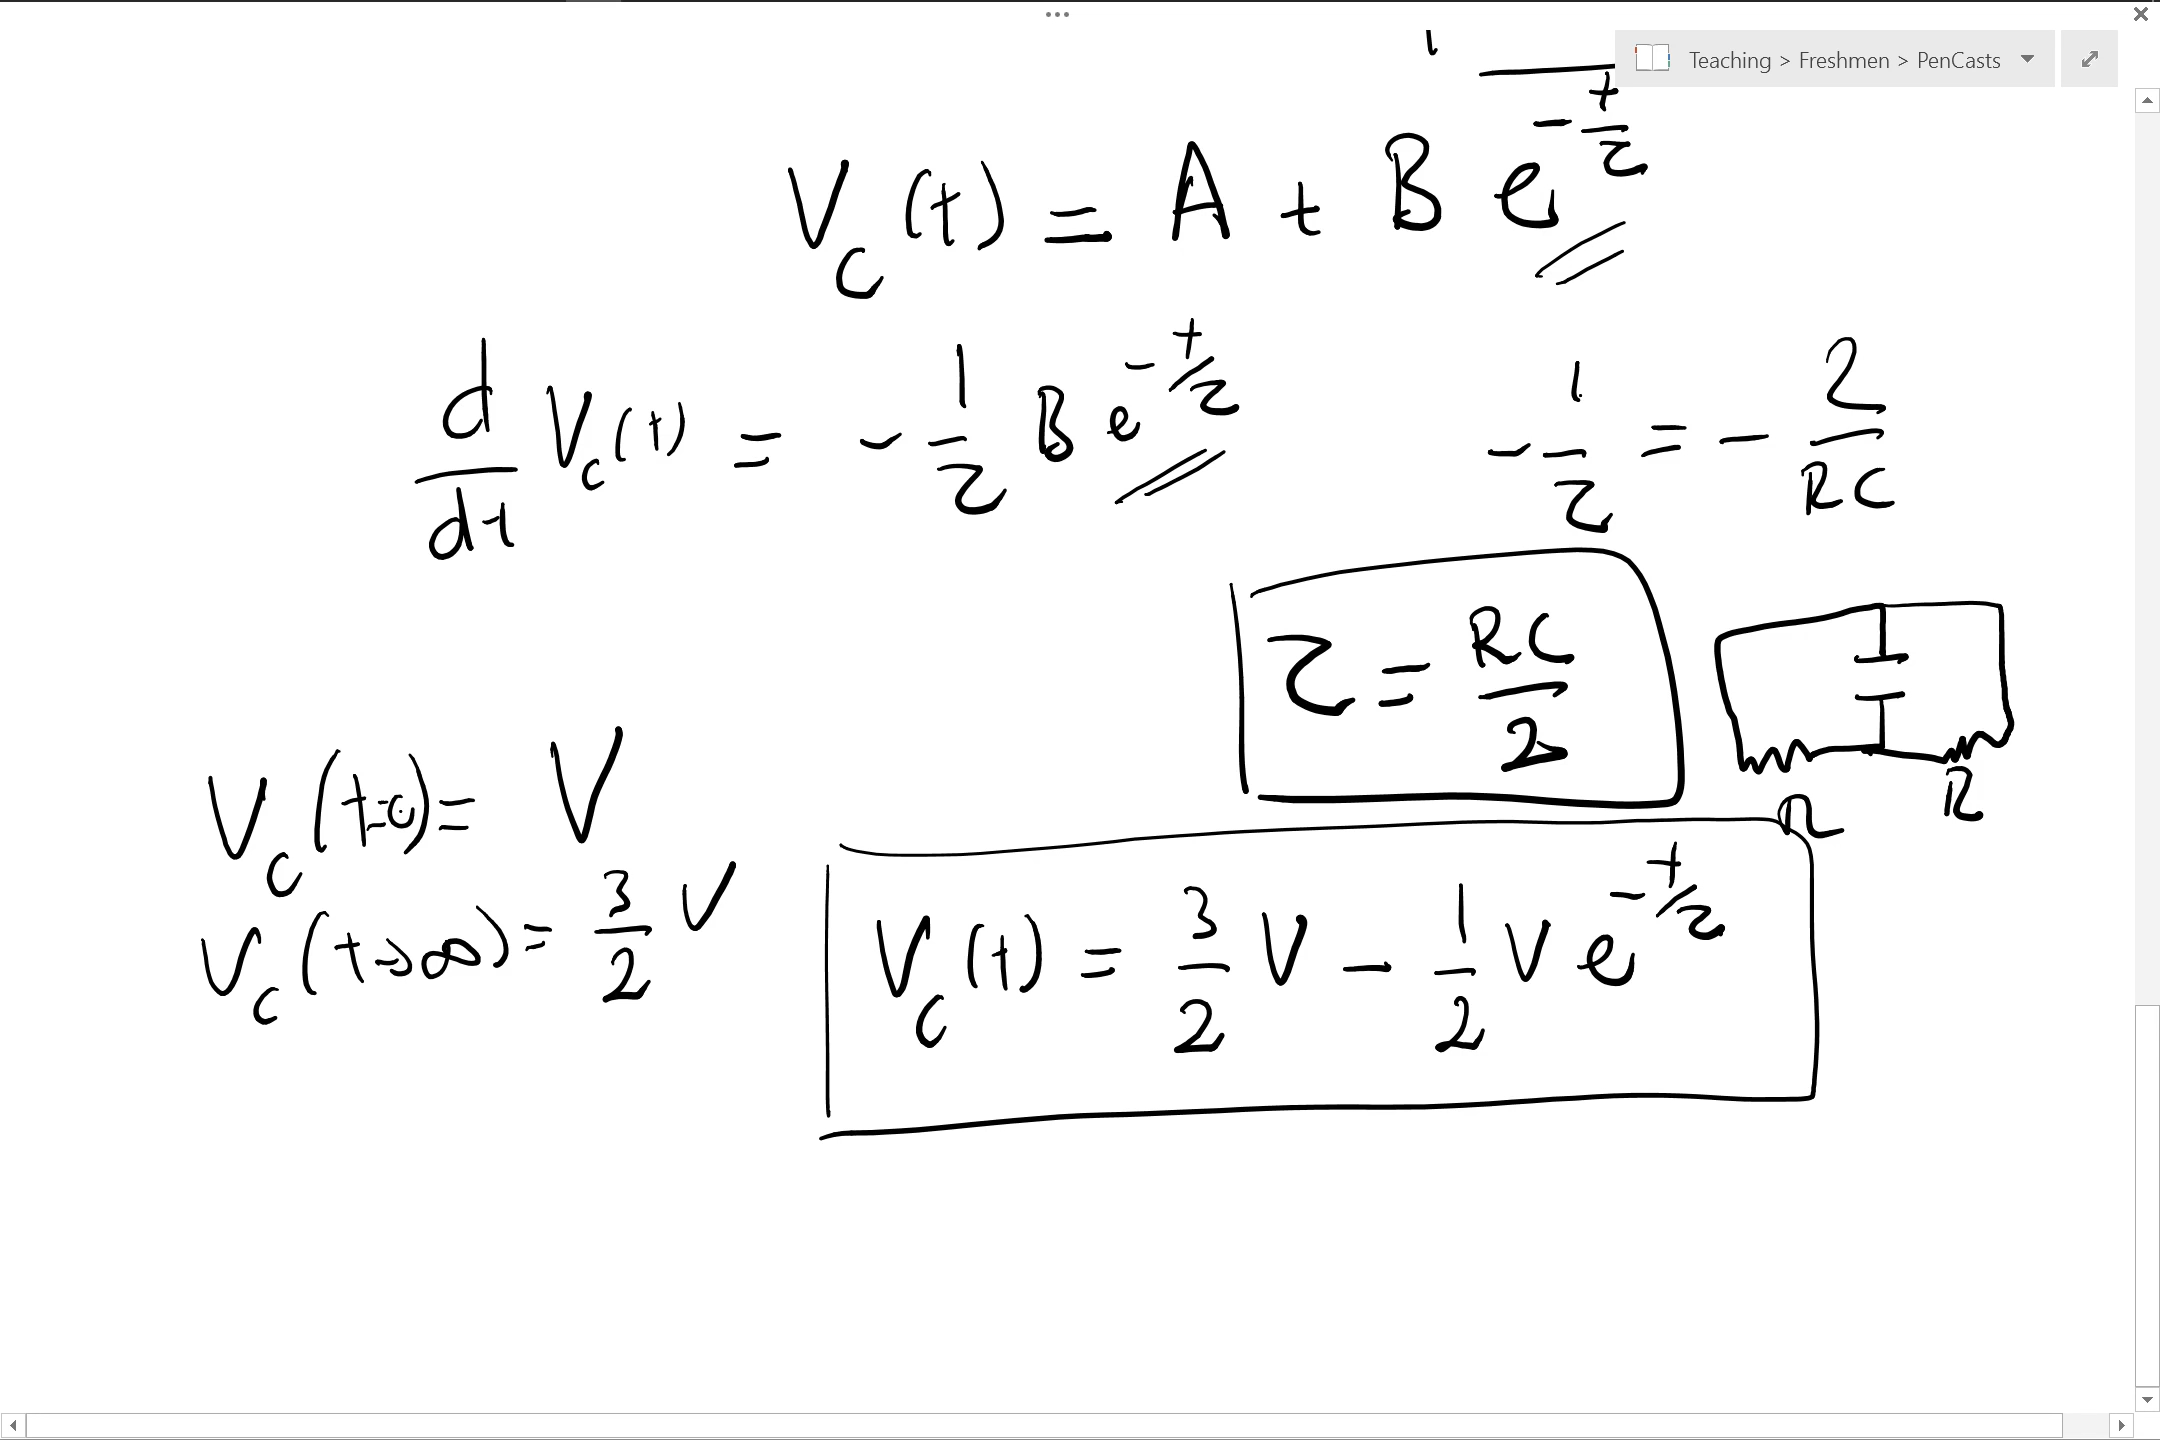 Teaching > Freshmen > PenCasts
V_C(t) = A + B e^{-t/τ}
d/dt V_C(t) = -1/τ B e^{-t/τ}
-1/τ = -2/RC
τ = RC/2
R R
V_C(t=0) = V
V_C(t→∞) = 3/2 V
V_C(t) = 3/2 V - 1/2 V e^{-t/τ}